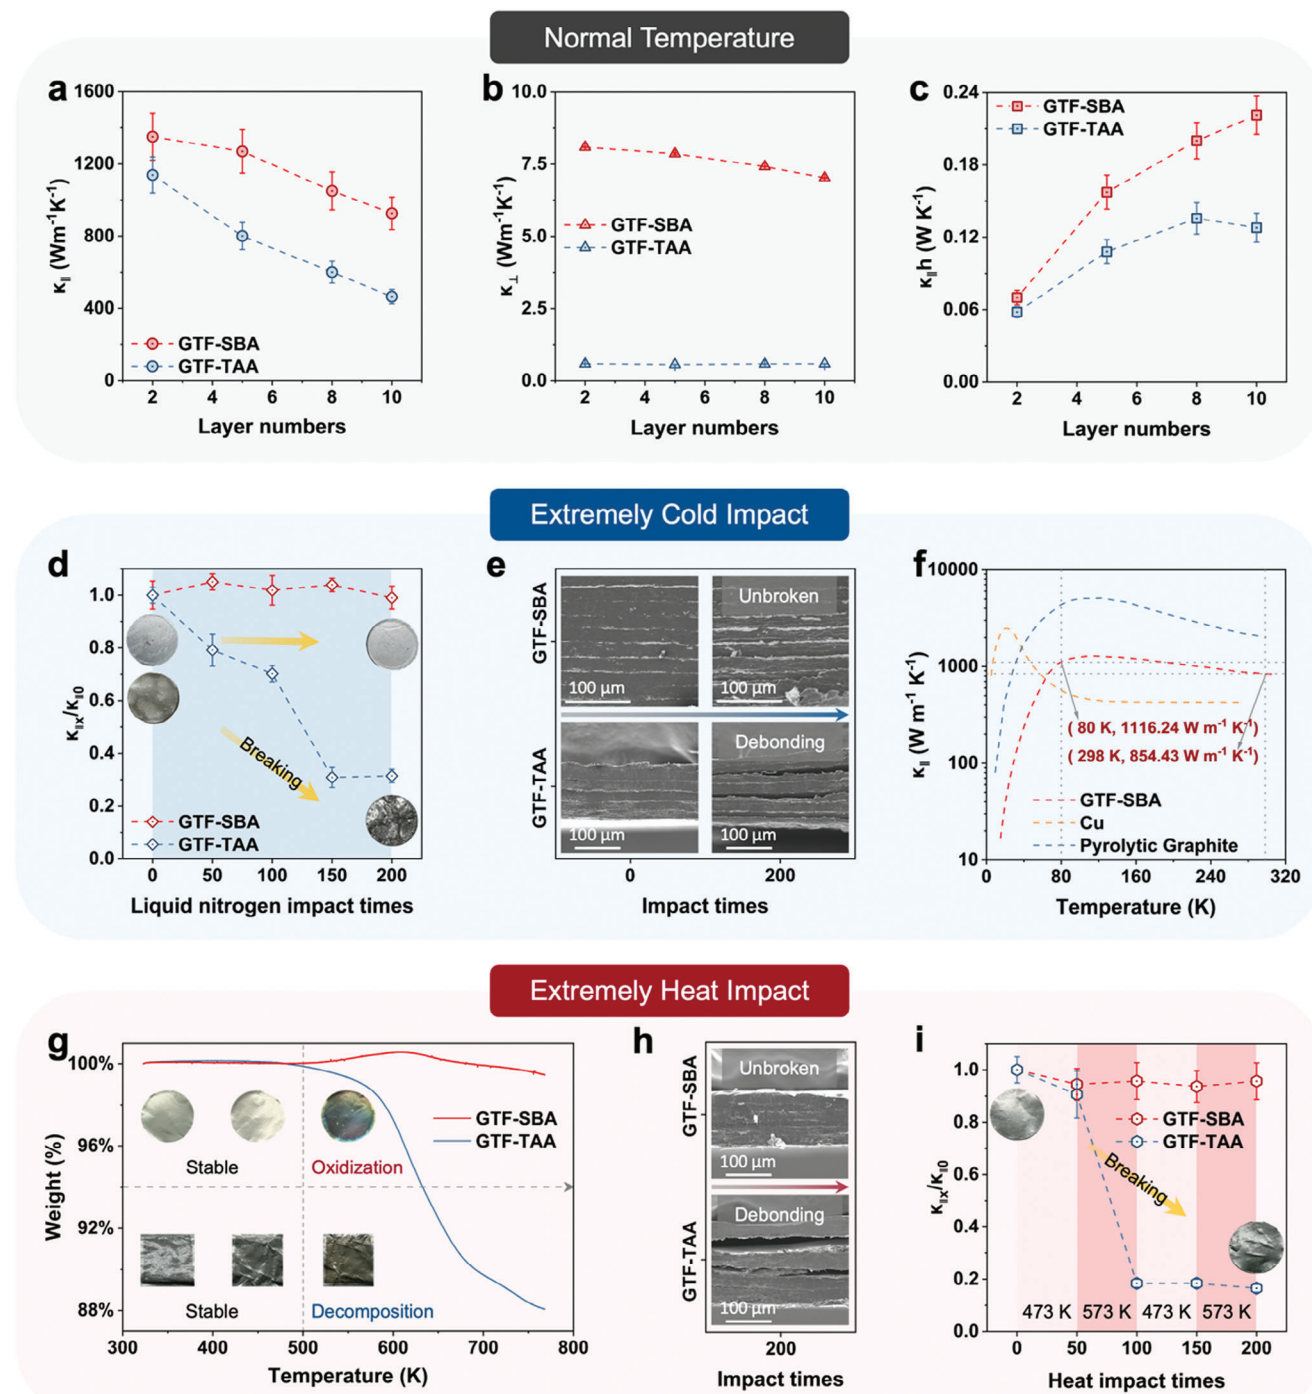 Normal Temperature
a
1600
1200
800
400
0
κ∥ (Wm⁻¹K⁻¹)
GTF-SBA
GTF-TAA
2 4 6 8 10
Layer numbers
b
10.0
7.5
5.0
2.5
0.0
κ⊥ (Wm⁻¹K⁻¹)
GTF-SBA
GTF-TAA
2 4 6 8 10
Layer numbers
c
0.24
0.18
0.12
0.06
0.00
κ∥h (W K⁻¹)
GTF-SBA
GTF-TAA
2 4 6 8 10
Layer numbers
Extremely Cold Impact
d
1.0
0.8
0.6
0.4
0.2
0.0
κ∥X/κ∥0
Breaking
GTF-SBA
GTF-TAA
0 50 100 150 200
Liquid nitrogen impact times
e
GTF-SBA
GTF-TAA
Unbroken
100 μm
100 μm
Debonding
100 μm
100 μm
0 200
Impact times
f
10000
1000
100
10
κ∥ (W m⁻¹ K⁻¹)
( 80 K, 1116.24 W m⁻¹ K⁻¹)
( 298 K, 854.43 W m⁻¹ K⁻¹)
GTF-SBA
Cu
Pyrolytic Graphite
0 80 160 240 320
Temperature (K)
Extremely Heat Impact
g
100%
96%
92%
88%
Weight (%)
GTF-SBA
GTF-TAA
Stable
Oxidization
Stable
Decomposition
300 400 500 600 700 800
Temperature (K)
h
GTF-SBA
GTF-TAA
Unbroken
100 μm
Debonding
100 μm
200
Impact times
i
1.0
0.8
0.6
0.4
0.2
0.0
κ∥X/κ∥0
GTF-SBA
GTF-TAA
Breaking
473 K 573 K 473 K 573 K
0 50 100 150 200
Heat impact times